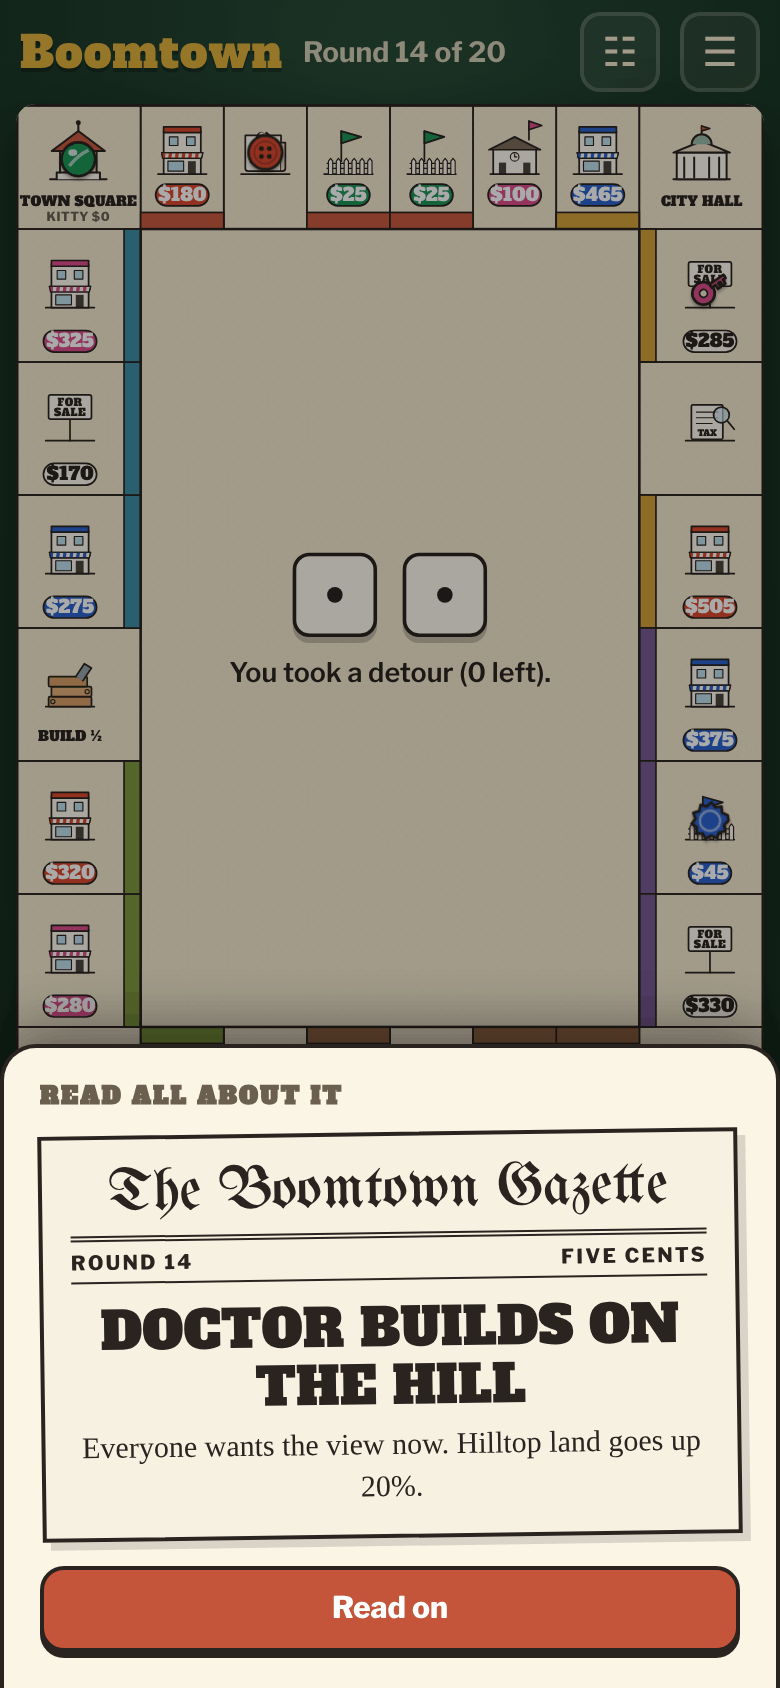 Boomtown
Round 14 of 20
TOWN SQUARE
KITTY $0
$180
$25
$25
$100
$465
CITY HALL
$325
FOR
SALE
$285
FOR
SALE
$170
TAX
$275
$505
BUILD ½
$375
$320
$45
$280
FOR
SALE
$330
You took a detour (0 left).
READ ALL ABOUT IT
The Boomtown Gazette
ROUND 14
FIVE CENTS
DOCTOR BUILDS ON
THE HILL
Everyone wants the view now. Hilltop land goes up
20%.
Read on